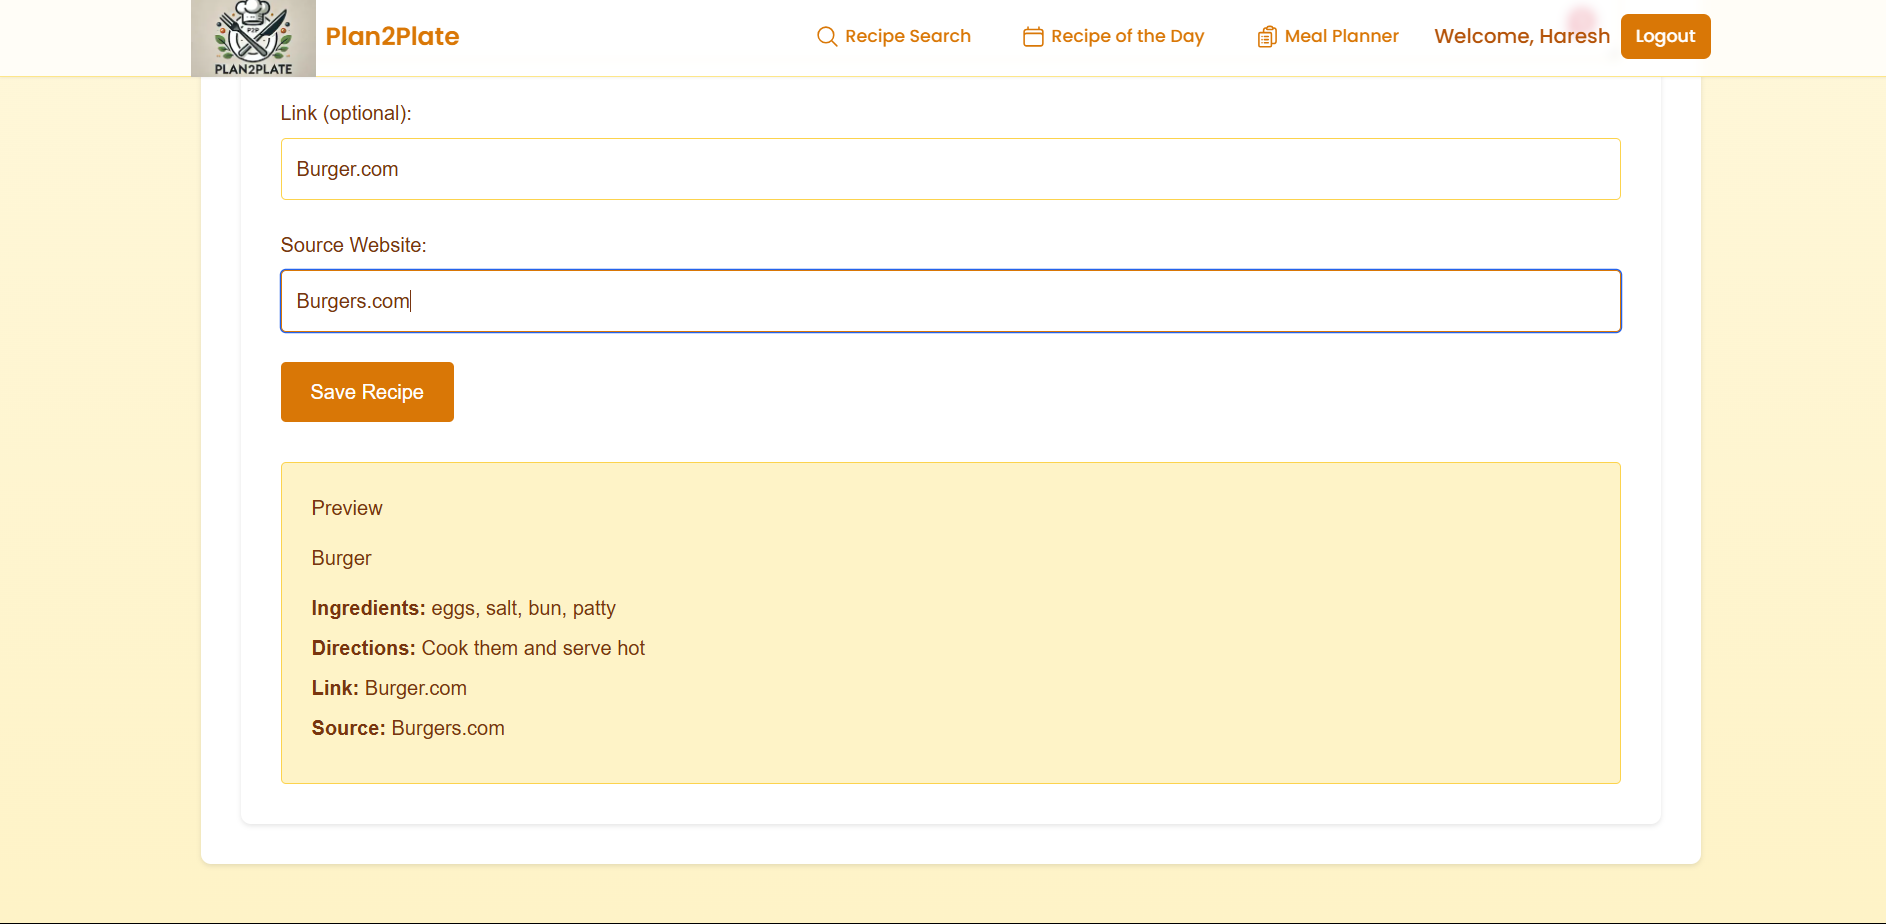 P2P
PLAN2PLATE
Plan2Plate
Recipe Search
Recipe of the Day
Meal Planner
Welcome, Haresh
Logout
Link (optional):
Burger.com
Source Website:
Burgers.com
Save Recipe
Preview
Burger
Ingredients: eggs, salt, bun, patty
Directions: Cook them and serve hot
Link: Burger.com
Source: Burgers.com